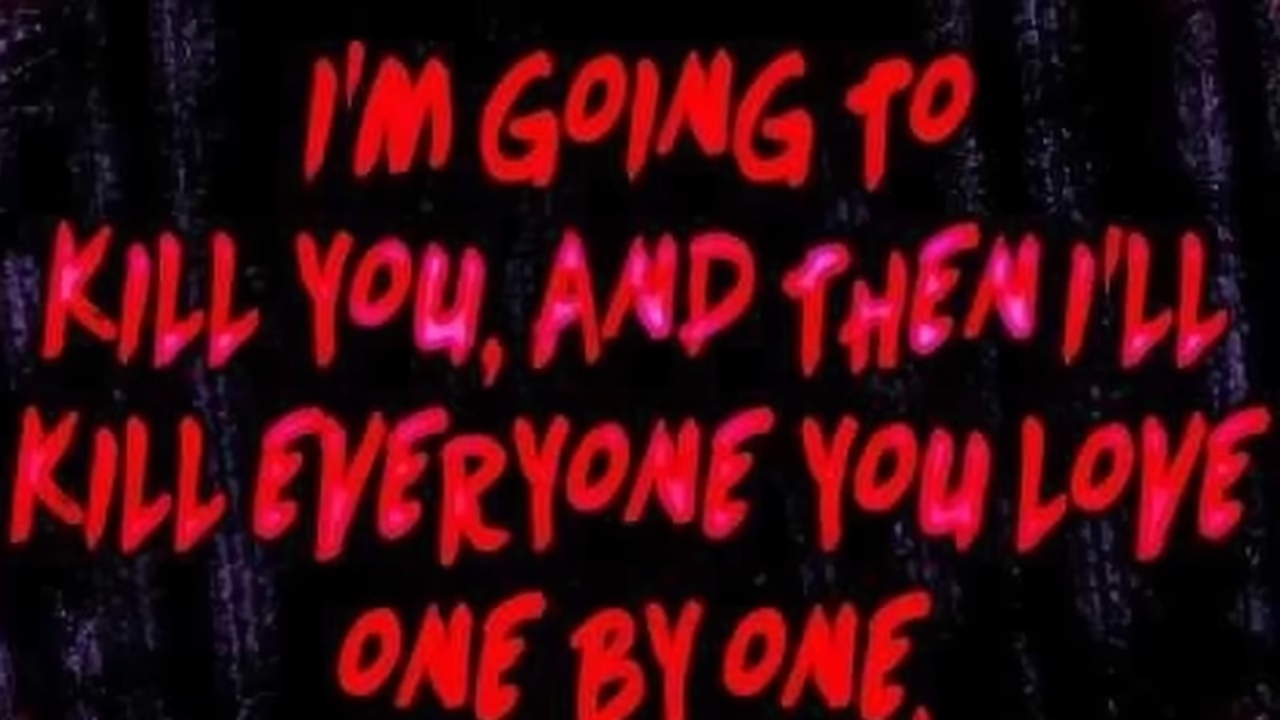 I'M GOING TO
KILL YOU, AND THEN I'LL
KILL EVERYONE YOU LOVE
ONE BY ONE.